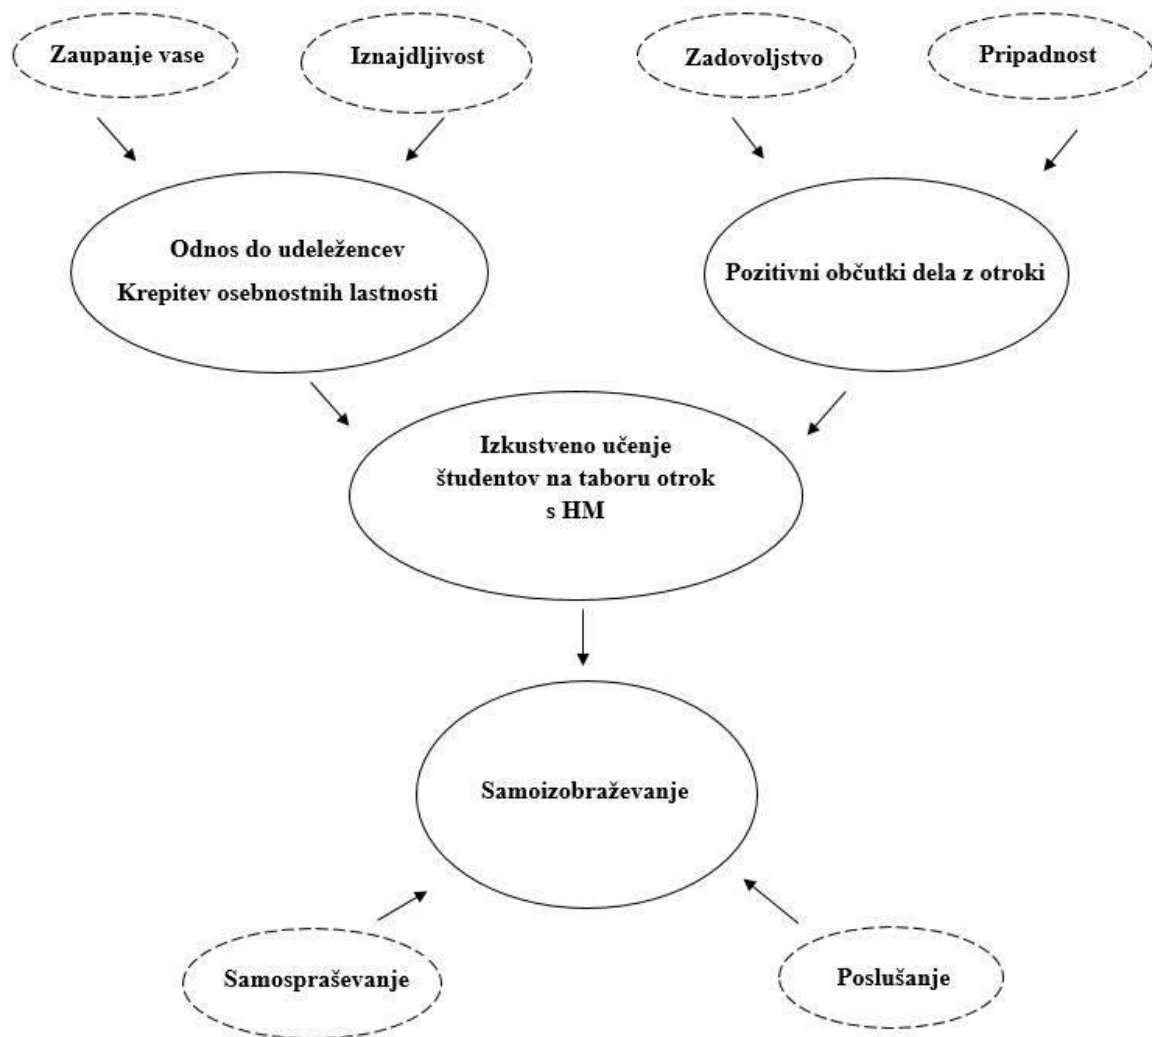 Zaupanje vase
Iznajdljivost
Zadovoljstvo
Pripadnost
Odnos do udeležencev
Krepitev osebnostnih lastnosti
Pozitivni občutki dela z otroki
Izkustveno učenje
študentov na taboru otrok
s HM
Samoizobraževanje
Samospraševanje
Poslušanje